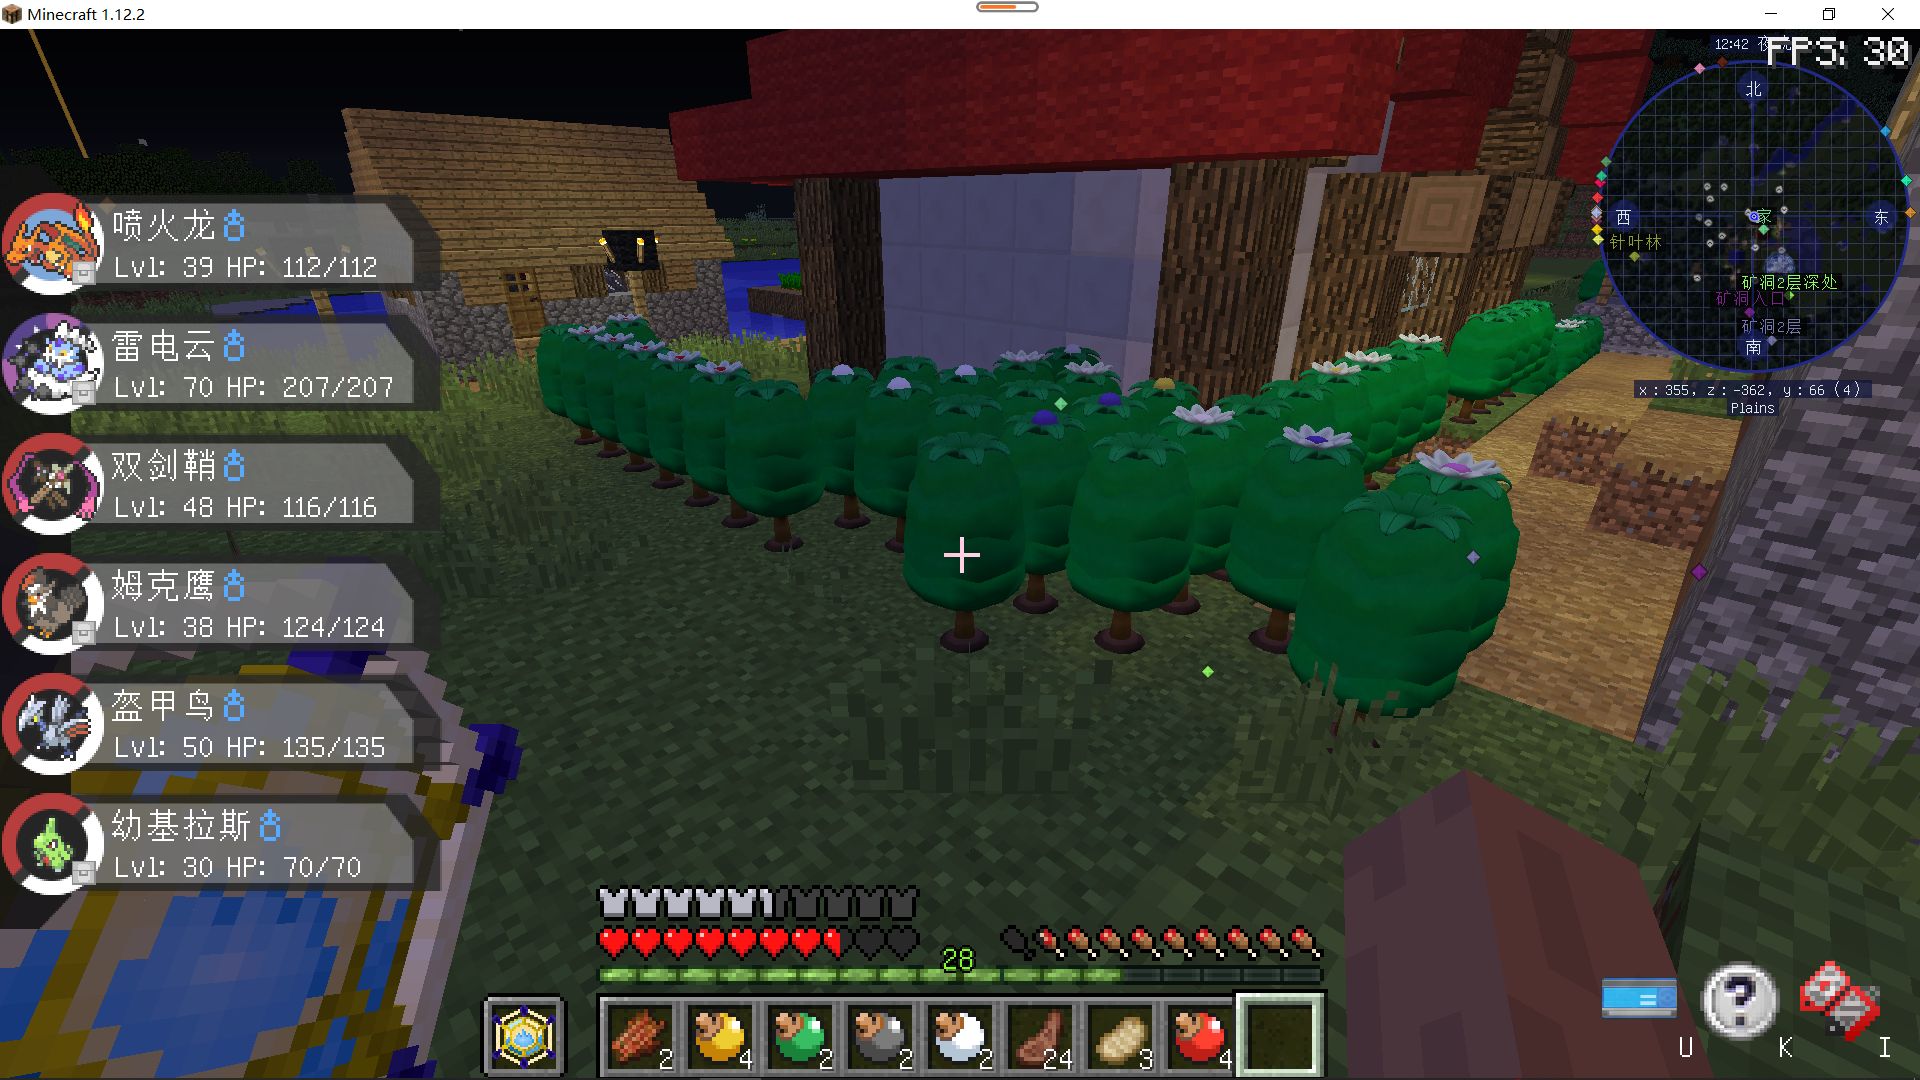 Minecraft 1.12.2
12:42
FPS: 30
北
西
家
东
针叶林
矿洞2层深处
矿洞入口
矿洞2层
南
x: 355, z: -362, y: 66 (4)
Plains
喷火龙
Lvl: 39 HP: 112/112
雷电云
Lvl: 70 HP: 207/207
双剑鞘
Lvl: 48 HP: 116/116
姆克鹰
Lvl: 38 HP: 124/124
盔甲鸟
Lvl: 50 HP: 135/135
幼基拉斯
Lvl: 30 HP: 70/70
28
2 4 2 2 2 24 3 4
?
U K I